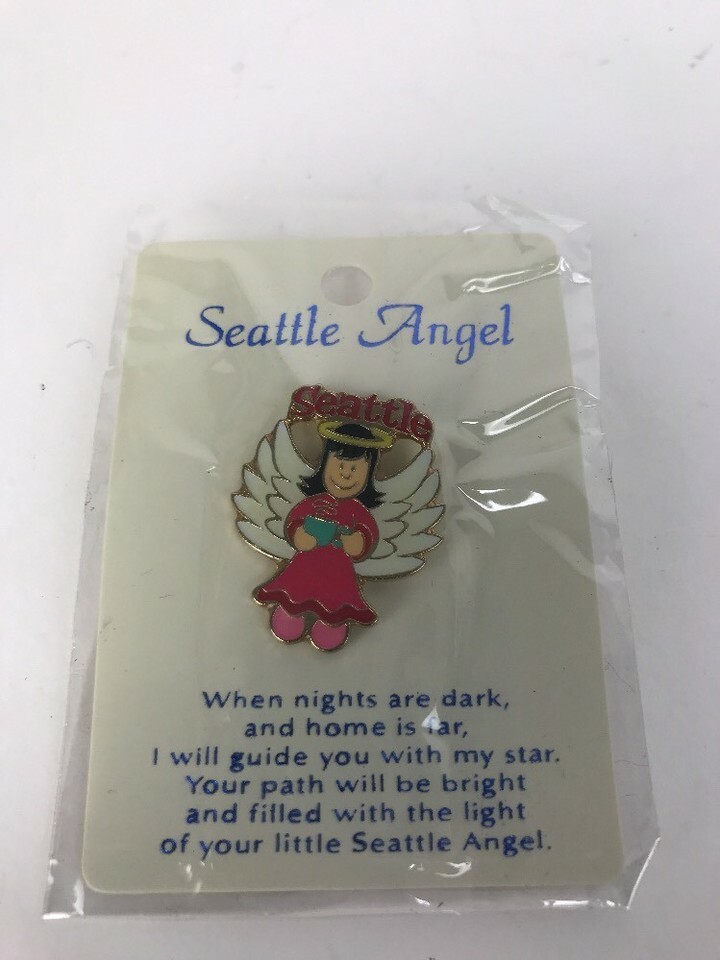 Seattle Angel
Seattle
When nights are dark,
and home is far,
I will guide you with my star.
Your path will be bright
and filled with the light
of your little Seattle Angel.